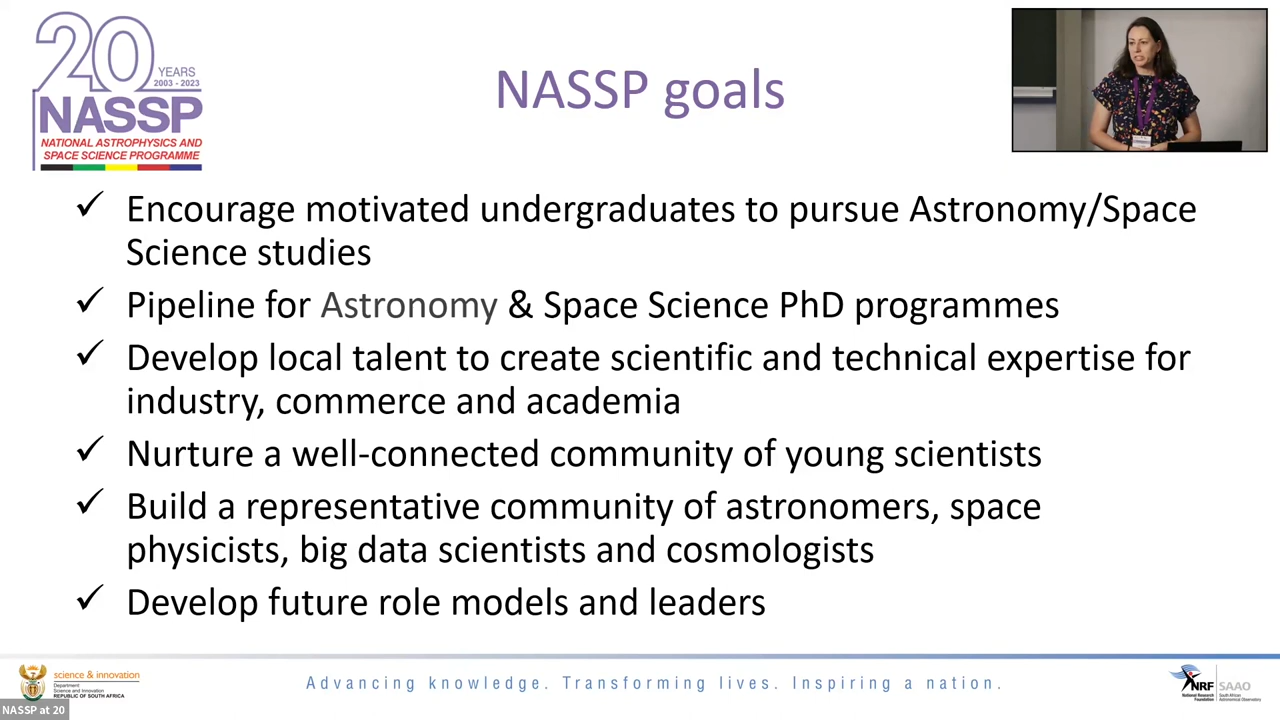 20
YEARS
2003 - 2023
NASSP
NATIONAL ASTROPHYSICS AND
SPACE SCIENCE PROGRAMME
NASSP goals
✓ Encourage motivated undergraduates to pursue Astronomy/Space
Science studies
✓ Pipeline for Astronomy & Space Science PhD programmes
✓ Develop local talent to create scientific and technical expertise for
industry, commerce and academia
✓ Nurture a well-connected community of young scientists
✓ Build a representative community of astronomers, space
physicists, big data scientists and cosmologists
✓ Develop future role models and leaders
science & innovation
Department:
Science and Innovation
REPUBLIC OF SOUTH AFRICA
Advancing knowledge. Transforming lives. Inspiring a nation.
NRF SAAO
National Research
Foundation
South African
Astronomical Observatory
NASSP at 20